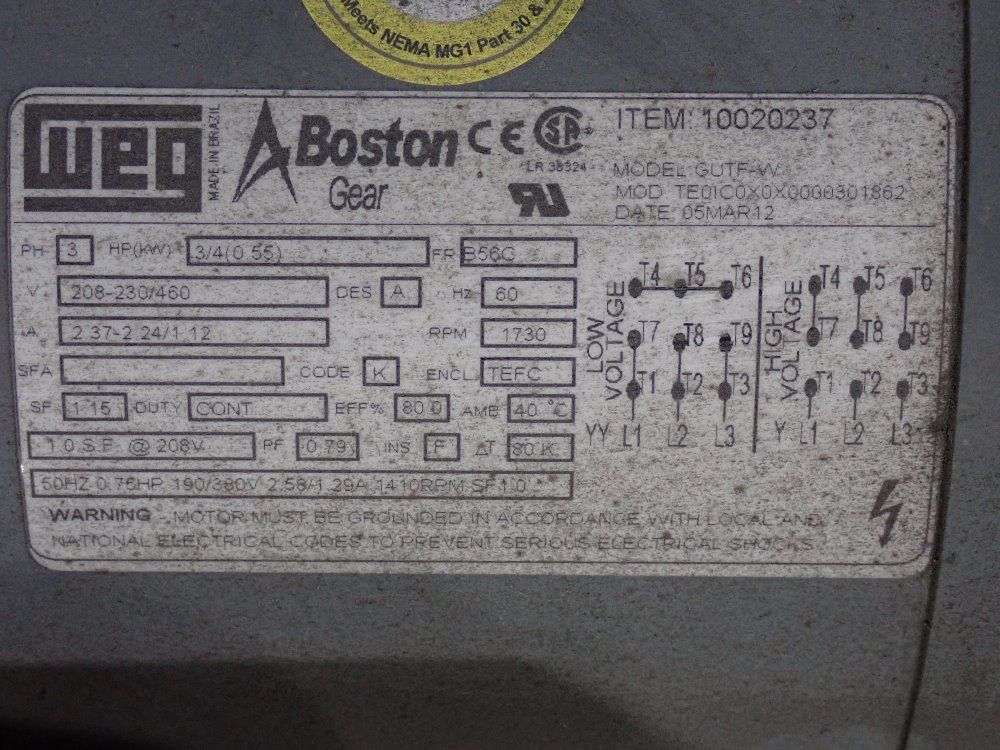 Meets NEMA MG1 Part 30 &
WEG
MADE IN BRAZIL
Boston
Gear
CE
SA
LR 38324
RU
ITEM: 10020237
MODEL GUTF-W
MOD TE0IC0X0X0000301862
DATE 05MAR12
PH 3 HP(kW) 3/4(0.55) FR B56C
V 208-230/460 DES A Hz 60
A 2.37-2.24/1.12 RPM 1730
SFA CODE K ENCL TEFC
SF 1.15 DUTY CONT. EFF% 80.0 AMB 40 °C
1.0 S.F. @ 208V PF 0.79 INS F ΔT 80 K
50HZ 0.75HP 190/380V 2.58/1.29A 1410RPM SF1.0
LOW VOLTAGE
T4 T5 T6
T7 T8 T9
T1 T2 T3
YY L1 L2 L3
HIGH VOLTAGE
T4 T5 T6
T7 T8 T9
T1 T2 T3
Y L1 L2 L3
WARNING - MOTOR MUST BE GROUNDED IN ACCORDANCE WITH LOCAL AND
NATIONAL ELECTRICAL CODES TO PREVENT SERIOUS ELECTRICAL SHOCKS